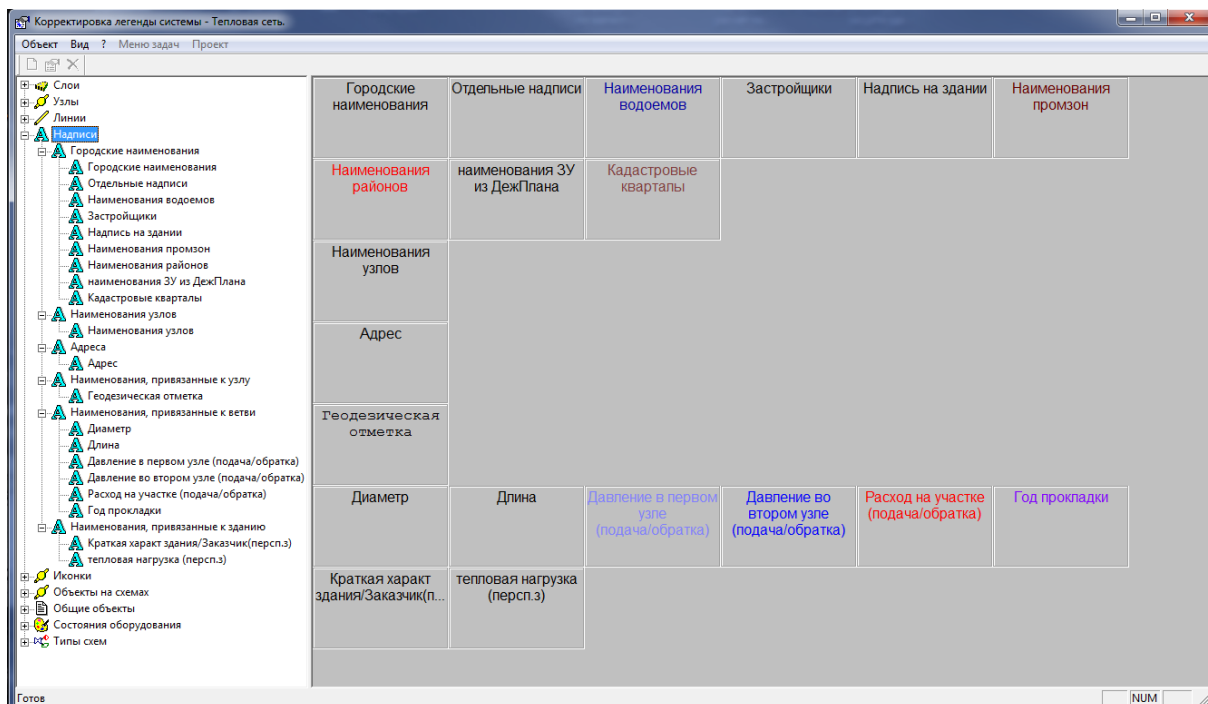 Корректировка легенды системы - Тепловая сеть.
Объект Вид ? Меню задач Проект
Слои
Узлы
Линии
Надписи
Городские наименования
Городские наименования
Отдельные надписи
Наименования водоемов
Застройщики
Надпись на здании
Наименования промзон
Наименования районов
наименования ЗУ из ДежПлана
Кадастровые кварталы
Наименования узлов
Наименования узлов
Адреса
Адрес
Наименования, привязанные к узлу
Геодезическая отметка
Наименования, привязанные к ветви
Диаметр
Длина
Давление в первом узле (подача/обратка)
Давление во втором узле (подача/обратка)
Расход на участке (подача/обратка)
Год прокладки
Наименования, привязанные к зданию
Краткая характ здания/Заказчик(персп.з)
тепловая нагрузка (персп.з)
Иконки
Объекты на схемах
Общие объекты
Состояния оборудования
Типы схем
Городские
наименования
Отдельные надписи
Наименования
водоемов
Застройщики
Надпись на здании
Наименования
промзон
Наименования
районов
наименования ЗУ
из ДежПлана
Кадастровые
кварталы
Наименования
узлов
Адрес
Геодезическая
отметка
Диаметр
Длина
Давление в первом
узле
(подача/обратка)
Давление во
втором узле
(подача/обратка)
Расход на участке
(подача/обратка)
Год прокладки
Краткая характ
здания/Заказчик(п...
тепловая нагрузка
(персп.з)
Готов
NUM